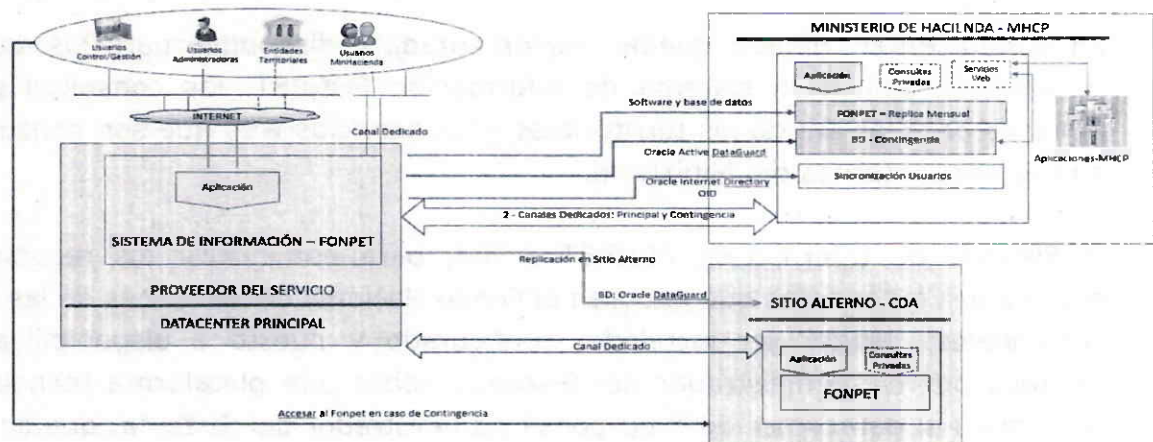 Usuarios
Control/Gestión
Usuarios
Administradoras
Entidades
Territoriales
Usuarios
Minhacienda
INTERNET
Canal Dedicado
Aplicación
SISTEMA DE INFORMACIÓN – FONPET
PROVEEDOR DEL SERVICIO
DATACENTER PRINCIPAL
MINISTERIO DE HACIENDA - MHCP
Aplicación
Consultas
Privadas
Servicios
Web
Software y base de datos
FONPET – Replica Mensual
BD - Contingencia
Oracle Active DataGuard
Aplicaciones-MHCP
Oracle Internet Directory
OID
Sincronización Usuarios
2 - Canales Dedicados: Principal y Contingencia
Replicación en Sitio Alterno
BD: Oracle DataGuard
SITIO ALTERNO - CDA
Canal Dedicado
Aplicación
Consultas
Privadas
FONPET
Accesar al Fonpet en caso de Contingencia